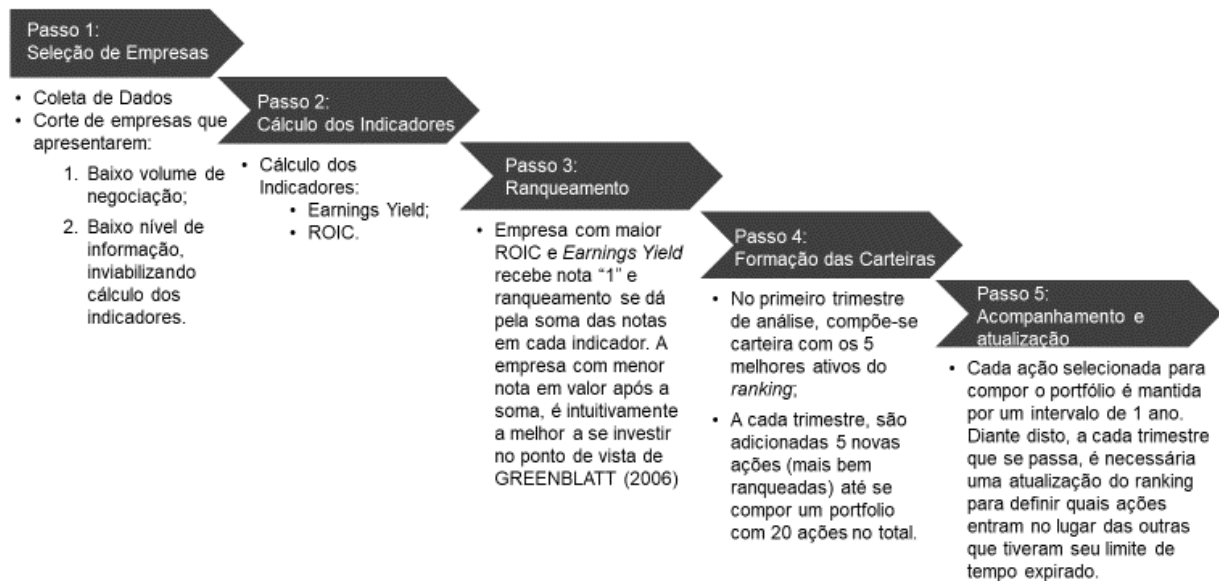 Passo 1:
Seleção de Empresas
• Coleta de Dados
• Corte de empresas que
apresentarem:
1. Baixo volume de
negociação;
2. Baixo nível de
informação,
inviabilizando
cálculo dos
indicadores.
Passo 2:
Cálculo dos Indicadores
• Cálculo dos
Indicadores:
• Earnings Yield;
• ROIC.
Passo 3:
Ranqueamento
• Empresa com maior
ROIC e Earnings Yield
recebe nota “1” e
ranqueamento se dá
pela soma das notas
em cada indicador. A
empresa com menor
nota em valor após a
soma, é intuitivamente
a melhor a se investir
no ponto de vista de
GREENBLATT (2006)
Passo 4:
Formação das Carteiras
• No primeiro trimestre
de análise, compõe-se
carteira com os 5
melhores ativos do
ranking;
• A cada trimestre, são
adicionadas 5 novas
ações (mais bem
ranqueadas) até se
compor um portfolio
com 20 ações no total.
Passo 5:
Acompanhamento e
atualização
• Cada ação selecionada para
compor o portfólio é mantida
por um intervalo de 1 ano.
Diante disto, a cada trimestre
que se passa, é necessária
uma atualização do ranking
para definir quais ações
entram no lugar das outras
que tiveram seu limite de
tempo expirado.